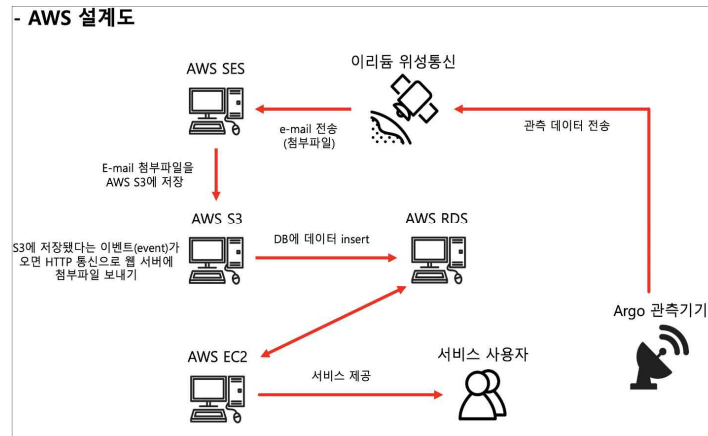 - AWS 설계도
이리듐 위성통신
AWS SES
e-mail 전송
(첨부파일)
관측 데이터 전송
E-mail 첨부파일을
AWS S3에 저장
AWS S3
AWS RDS
DB에 데이터 insert
S3에 저장됐다는 이벤트(event)가
오면 HTTP 통신으로 웹 서버에
첨부파일 보내기
Argo 관측기기
AWS EC2
서비스 사용자
서비스 제공